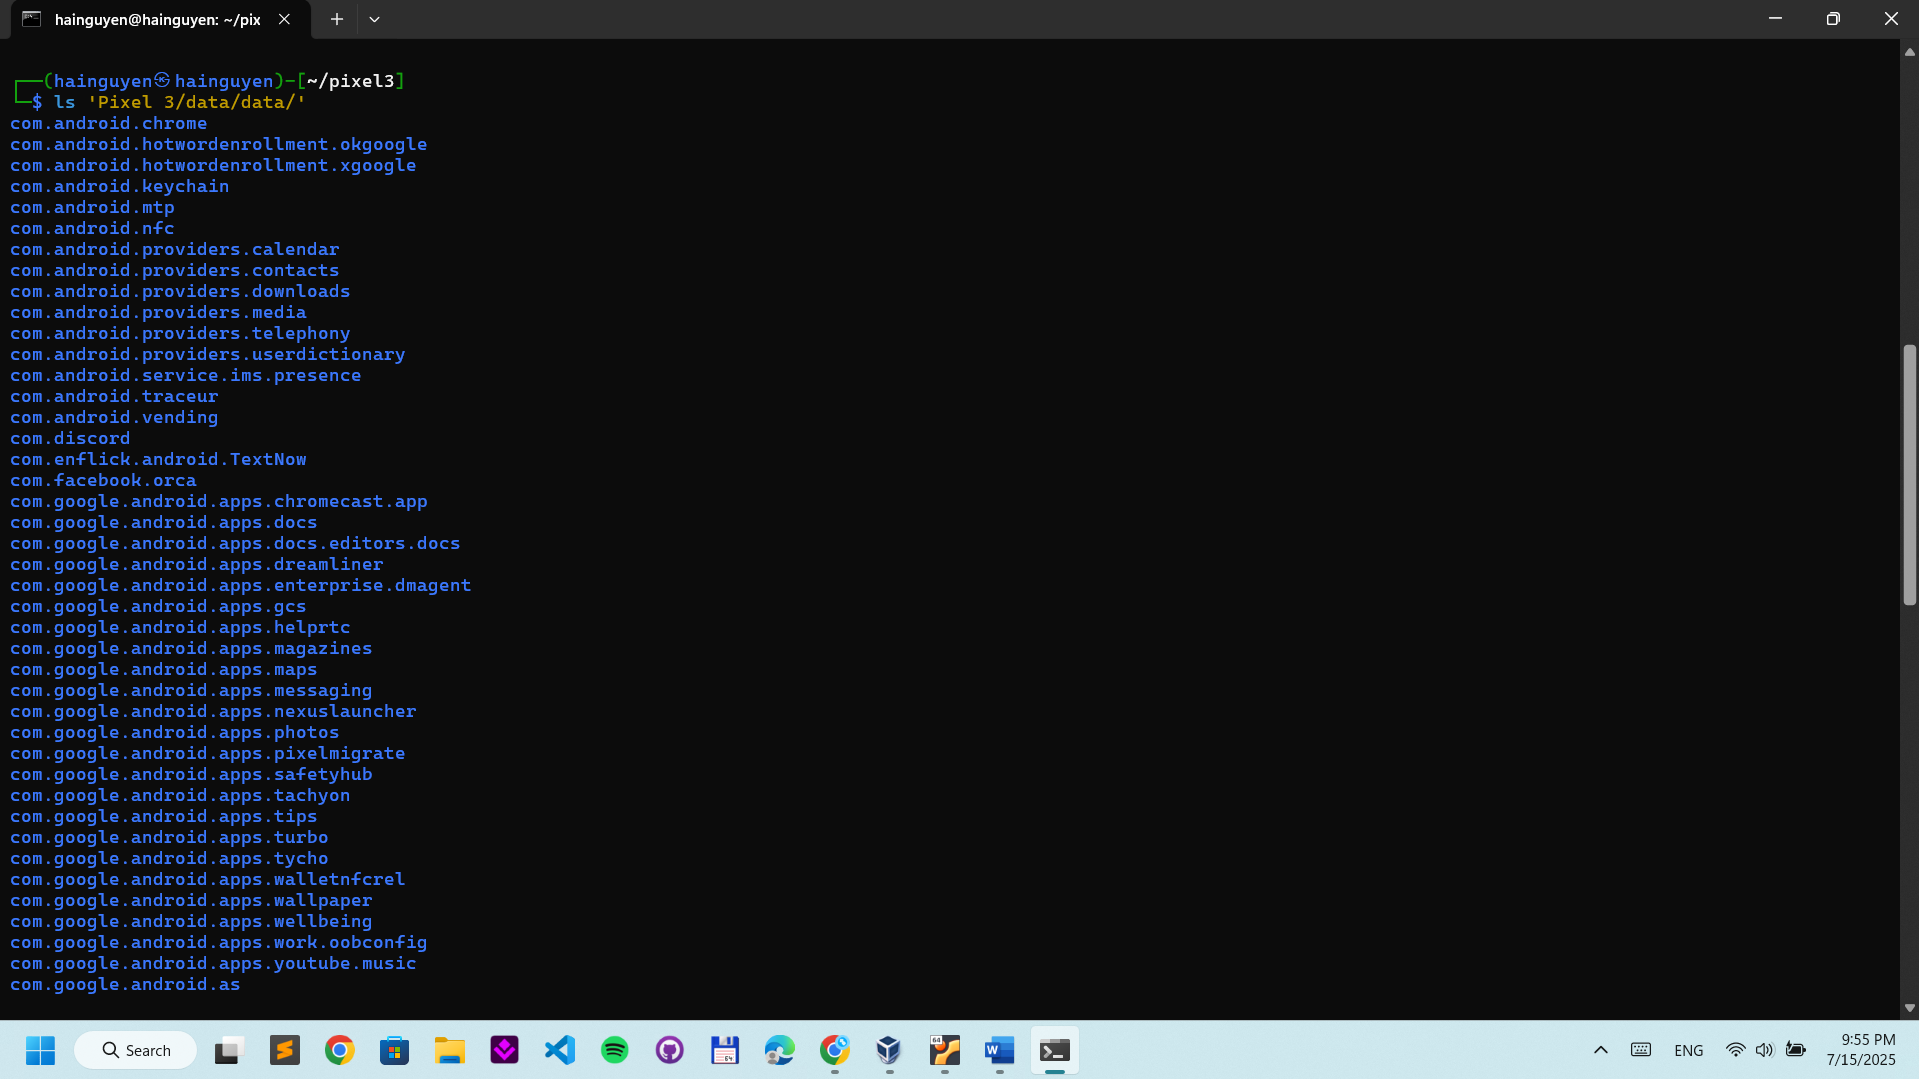 hainguyen@hainguyen: ~/pix
┌──(hainguyen㉿hainguyen)-[~/pixel3]
└─$ ls 'Pixel 3/data/data/'
com.android.chrome
com.android.hotwordenrollment.okgoogle
com.android.hotwordenrollment.xgoogle
com.android.keychain
com.android.mtp
com.android.nfc
com.android.providers.calendar
com.android.providers.contacts
com.android.providers.downloads
com.android.providers.media
com.android.providers.telephony
com.android.providers.userdictionary
com.android.service.ims.presence
com.android.traceur
com.android.vending
com.discord
com.enflick.android.TextNow
com.facebook.orca
com.google.android.apps.chromecast.app
com.google.android.apps.docs
com.google.android.apps.docs.editors.docs
com.google.android.apps.dreamliner
com.google.android.apps.enterprise.dmagent
com.google.android.apps.gcs
com.google.android.apps.helprtc
com.google.android.apps.magazines
com.google.android.apps.maps
com.google.android.apps.messaging
com.google.android.apps.nexuslauncher
com.google.android.apps.photos
com.google.android.apps.pixelmigrate
com.google.android.apps.safetyhub
com.google.android.apps.tachyon
com.google.android.apps.tips
com.google.android.apps.turbo
com.google.android.apps.tycho
com.google.android.apps.walletnfcrel
com.google.android.apps.wallpaper
com.google.android.apps.wellbeing
com.google.android.apps.work.oobconfig
com.google.android.apps.youtube.music
com.google.android.as
Search
64
64
W
ENG
9:55 PM
7/15/2025